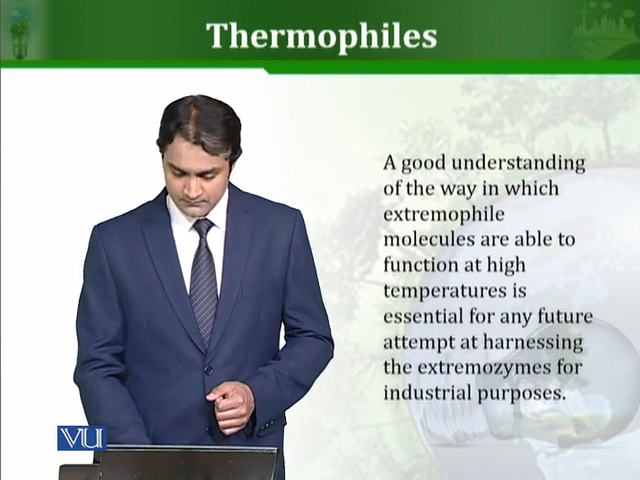 Thermophiles
A good understanding
of the way in which
extremophile
molecules are able to
function at high
temperatures is
essential for any future
attempt at harnessing
the extremozymes for
industrial purposes.
VU